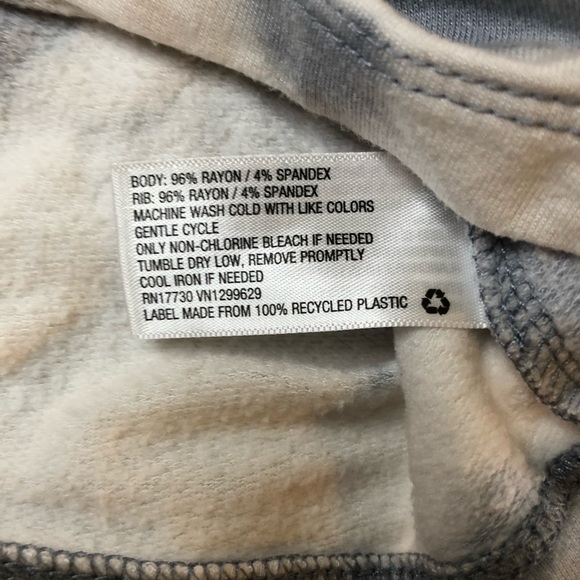 BODY: 96% RAYON / 4% SPANDEX
RIB: 96% RAYON / 4% SPANDEX
MACHINE WASH COLD WITH LIKE COLORS
GENTLE CYCLE
ONLY NON-CHLORINE BLEACH IF NEEDED
TUMBLE DRY LOW, REMOVE PROMPTLY
COOL IRON IF NEEDED
RN17730 VN1299629
LABEL MADE FROM 100% RECYCLED PLASTIC